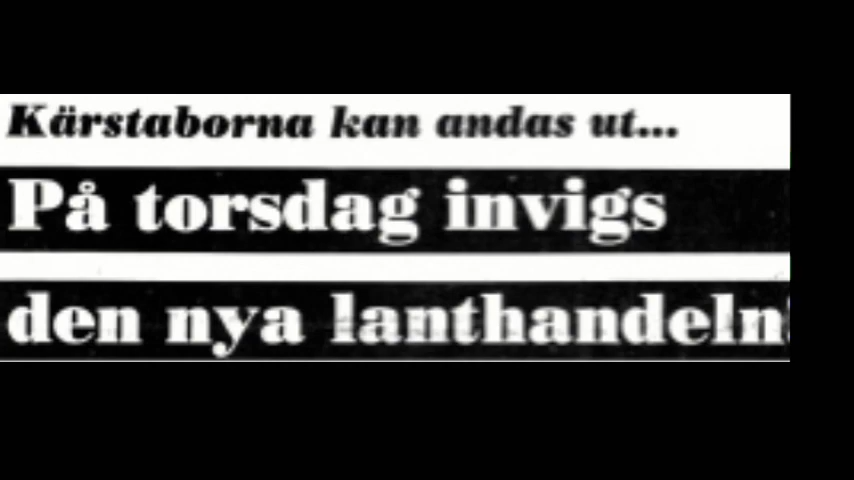 Kärstaborna kan andas ut...
På torsdag invigs
den nya lanthandeln